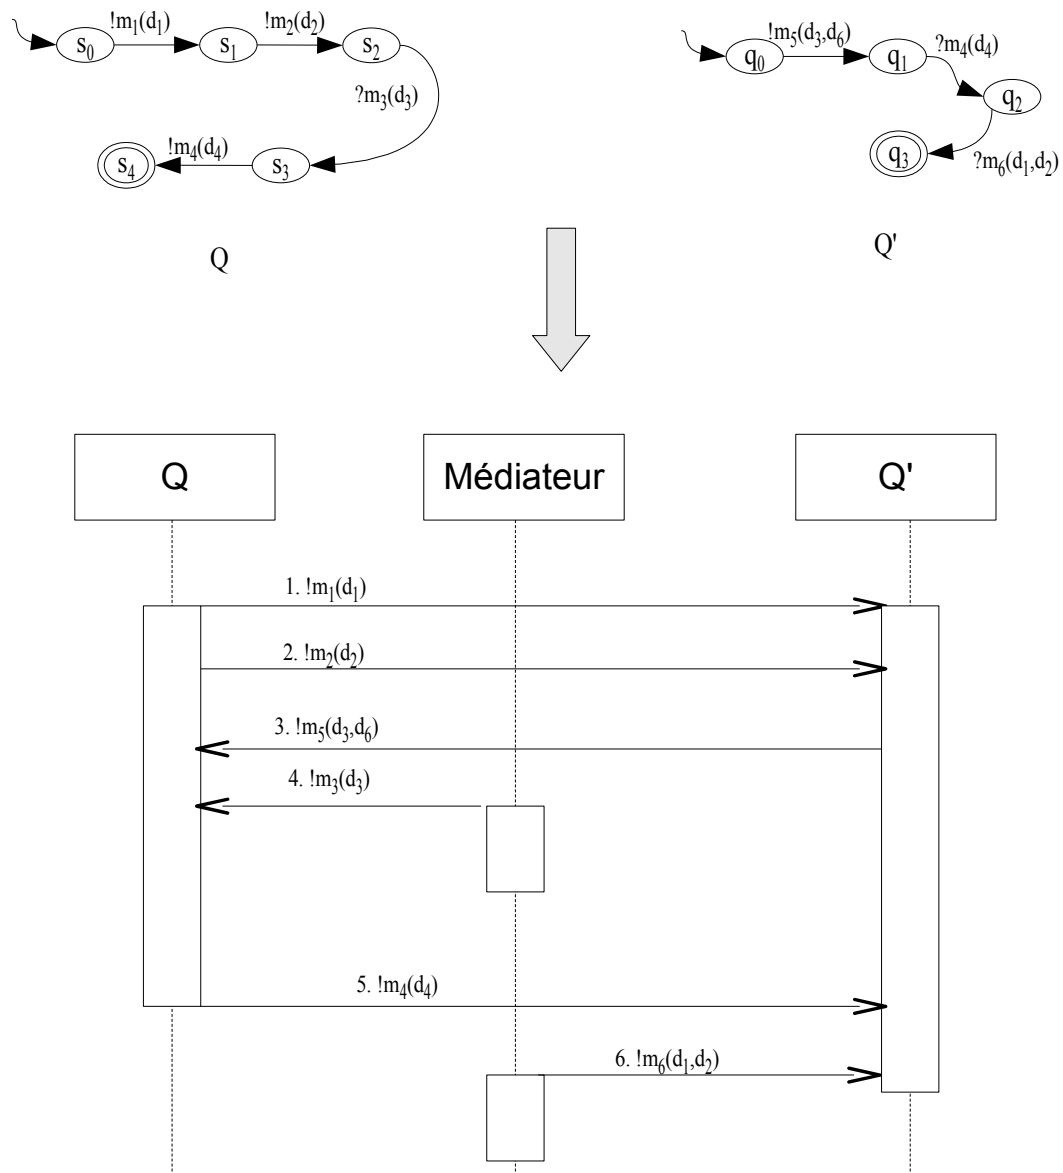 !m₁(d₁) !m₂(d₂)
s₀ s₁ s₂
?m₃(d₃)
!m₄(d₄)
s₄ s₃
Q
!m₅(d₃,d₆)
?m₄(d₄)
q₀ q₁
q₂
q₃
?m₆(d₁,d₂)
Q'
Q Médiateur Q'
1. !m₁(d₁)
2. !m₂(d₂)
3. !m₅(d₃,d₆)
4. !m₃(d₃)
5. !m₄(d₄)
6. !m₆(d₁,d₂)